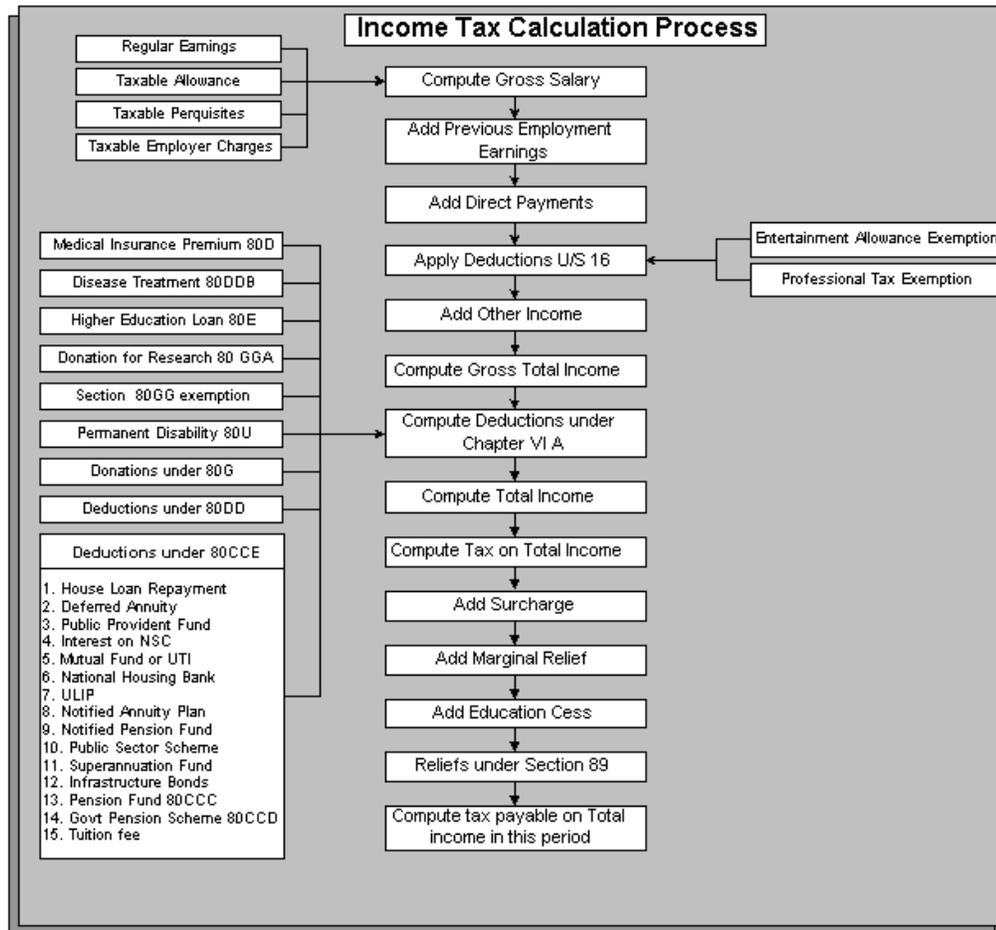 Income Tax Calculation Process
Regular Earnings
Taxable Allowance
Taxable Perquisites
Taxable Employer Charges
Compute Gross Salary
Add Previous Employment
Earnings
Add Direct Payments
Apply Deductions U/S 16
Entertainment Allowance Exemption
Professional Tax Exemption
Add Other Income
Compute Gross Total Income
Medical Insurance Premium 80D
Disease Treatment 80DDB
Higher Education Loan 80E
Donation for Research 80 GGA
Section 80GG exemption
Permanent Disability 80U
Donations under 80G
Deductions under 80DD
Deductions under 80CCE
1. House Loan Repayment
2. Deferred Annuity
3. Public Provident Fund
4. Interest on NSC
5. Mutual Fund or UTI
6. National Housing Bank
7. ULIP
8. Notified Annuity Plan
9. Notified Pension Fund
10. Public Sector Scheme
11. Superannuation Fund
12. Infrastructure Bonds
13. Pension Fund 80CCC
14. Govt Pension Scheme 80CCD
15. Tuition fee
Compute Deductions under
Chapter VI A
Compute Total Income
Compute Tax on Total Income
Add Surcharge
Add Marginal Relief
Add Education Cess
Reliefs under Section 89
Compute tax payable on Total
income in this period